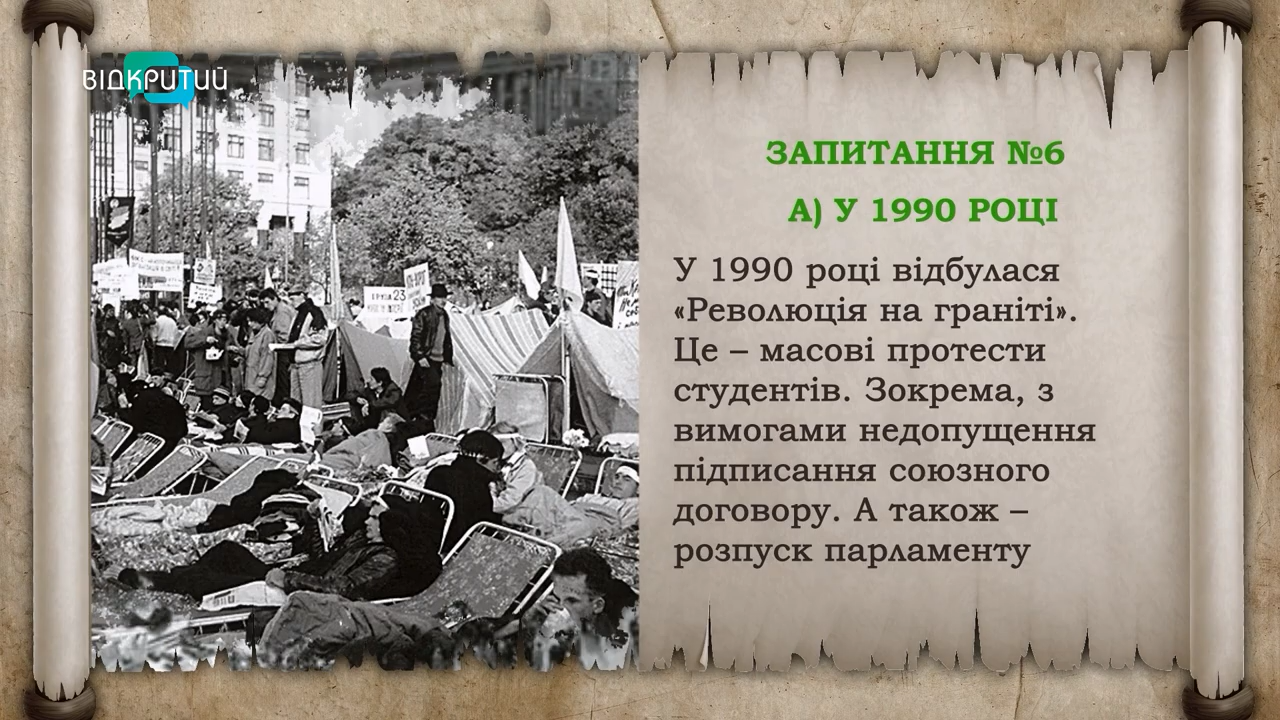 ВІДКРИТИЙ
ЗАПИТАННЯ №6
А) У 1990 РОЦІ
У 1990 році відбулася
«Революція на граніті».
Це – масові протести
студентів. Зокрема, з
вимогами недопущення
підписання союзного
договору. А також –
розпуск парламенту